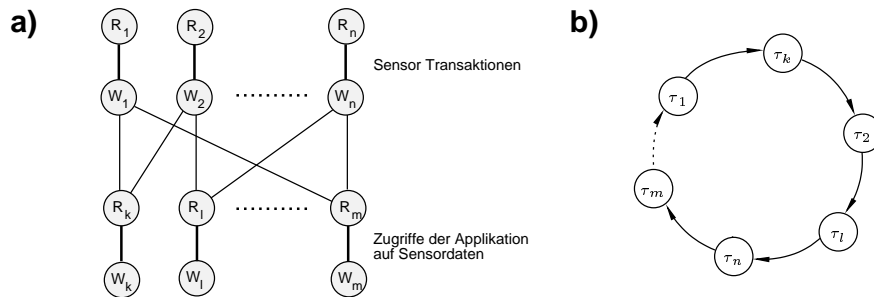 a)
R1 R2 Rn
Sensor Transaktionen
W1 W2 Wn
Rk Rl Rm
Zugriffe der Applikation
auf Sensordaten
Wk Wl Wm
b)
τk
τ1
τ2
τm
τl
τn